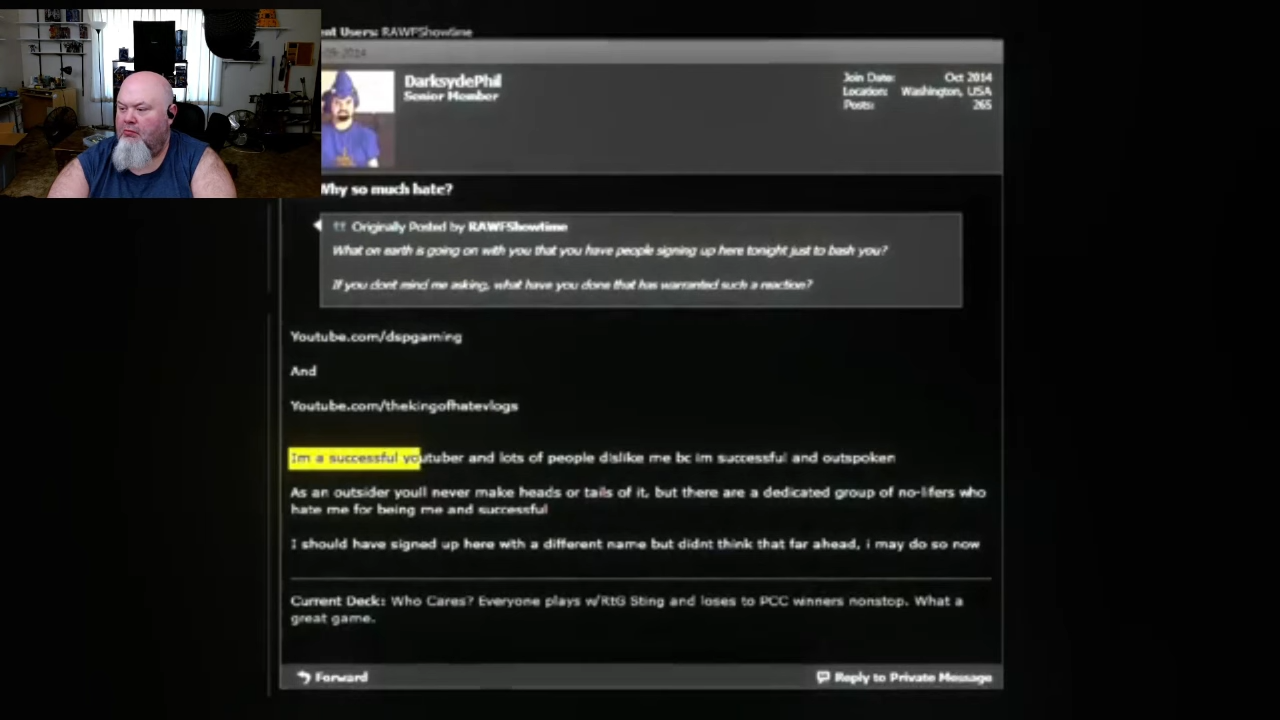 nt Users: RAWFShowtime
-09-2014
DarksydePhil
Senior Member
Join Date: Oct 2014
Location: Washington, USA
Posts: 265
Why so much hate?
Originally Posted by RAWFShowtime
What on earth is going on with you that you have people signing up here tonight just to bash you?
If you dont mind me asking, what have you done that has warranted such a reaction?
Youtube.com/dspgaming
And
Youtube.com/thekingofhatevlogs
Im a successful youtuber and lots of people dislike me bc im successful and outspoken
As an outsider youll never make heads or tails of it, but there are a dedicated group of no-lifers who
hate me for being me and successful
I should have signed up here with a different name but didnt think that far ahead, i may do so now
Current Deck: Who Cares? Everyone plays w/RtG Sting and loses to PCC winners nonstop. What a
great game.
Forward
Reply to Private Message